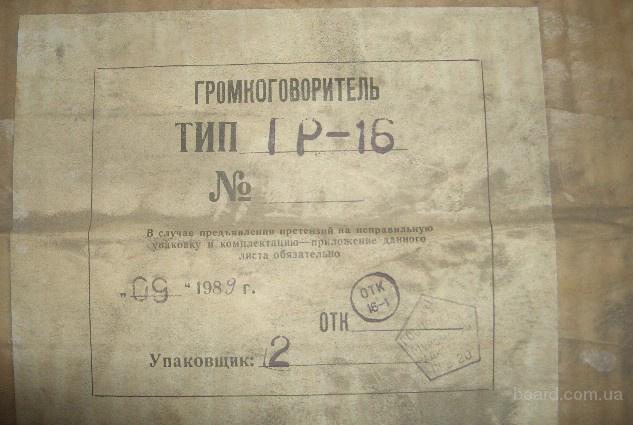 ГРОМКОГОВОРИТЕЛЬ
ТИП ГР-16
№
В случае предъявления претензий на неправильную
упаковку и комплектацию—приложение данного
листа обязательно
„09“ 1989 г.
ОТК
16-1
ОТК
Упаковщик: 2
20
board.com.ua